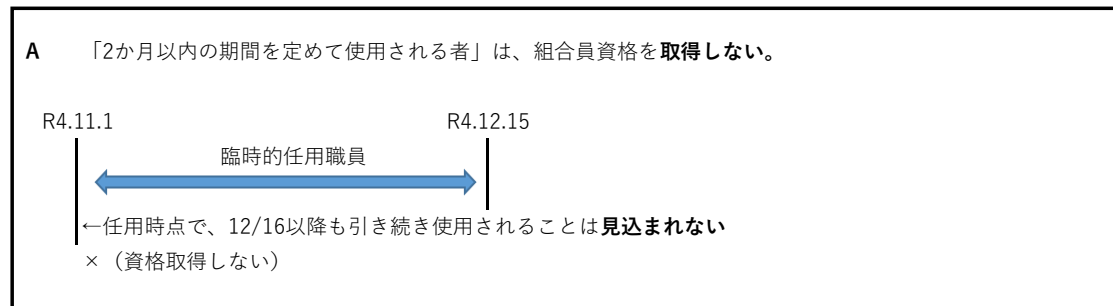 A 「2か月以内の期間を定めて使用される者」は、組合員資格を取得しない。
R4.11.1 R4.12.15
臨時的任用職員
←任用時点で、12/16以降も引き続き使用されることは見込まれない
×（資格取得しない）